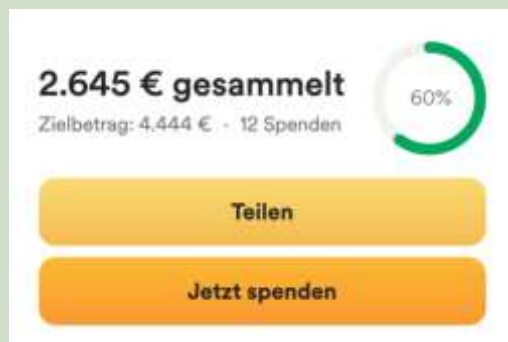 2.645 € gesammelt
60%
Zielbetrag: 4.444 € · 12 Spenden
Teilen
Jetzt spenden